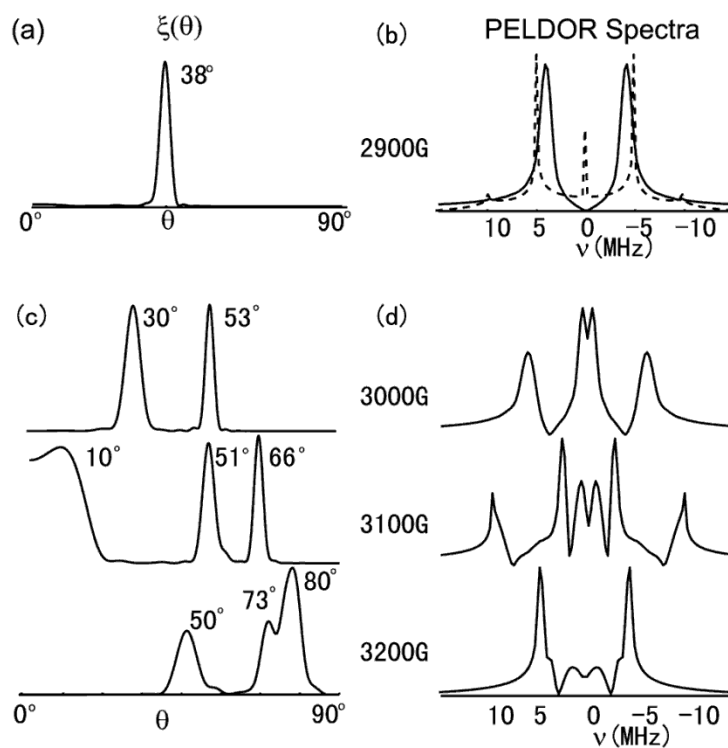 (a) ξ(θ)
38°
0° θ 90°
(b) PELDOR Spectra
2900G
10 5 0 −5 −10
ν(MHz)
(c) 30° 53°
10° 51° 66°
50° 73° 80°
0° θ 90°
(d)
3000G
3100G
3200G
10 5 0 −5 −10
ν(MHz)